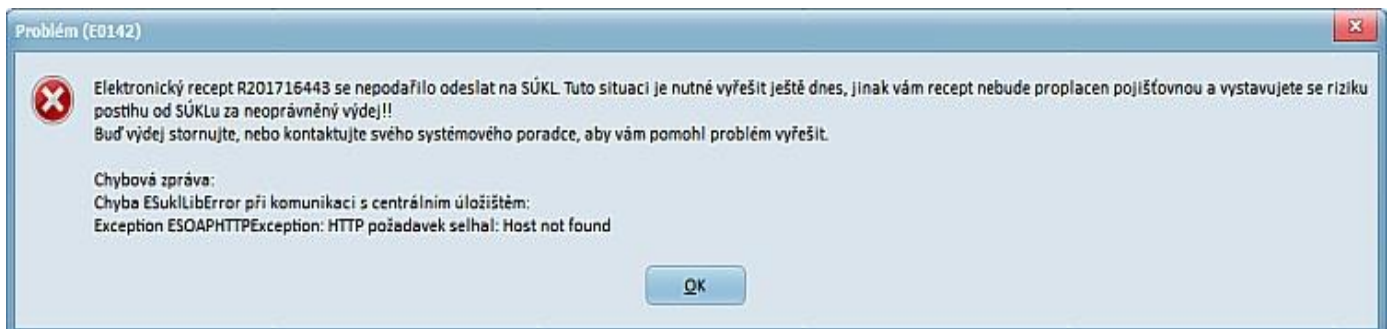 Problém (E0142)
Elektronický recept R201716443 se nepodařilo odeslat na SÚKL. Tuto situaci je nutné vyřešit ještě dnes, jinak vám recept nebude proplacen pojišťovnou a vystavujete se riziku
postihu od SÚKLu za neoprávněný výdej!!
Buď výdej stornujte, nebo kontaktujte svého systémového poradce, aby vám pomohl problém vyřešit.
Chybová zpráva:
Chyba ESuklLibError při komunikaci s centrálním úložištěm:
Exception ESOAPHTTPException: HTTP požadavek selhal: Host not found
OK